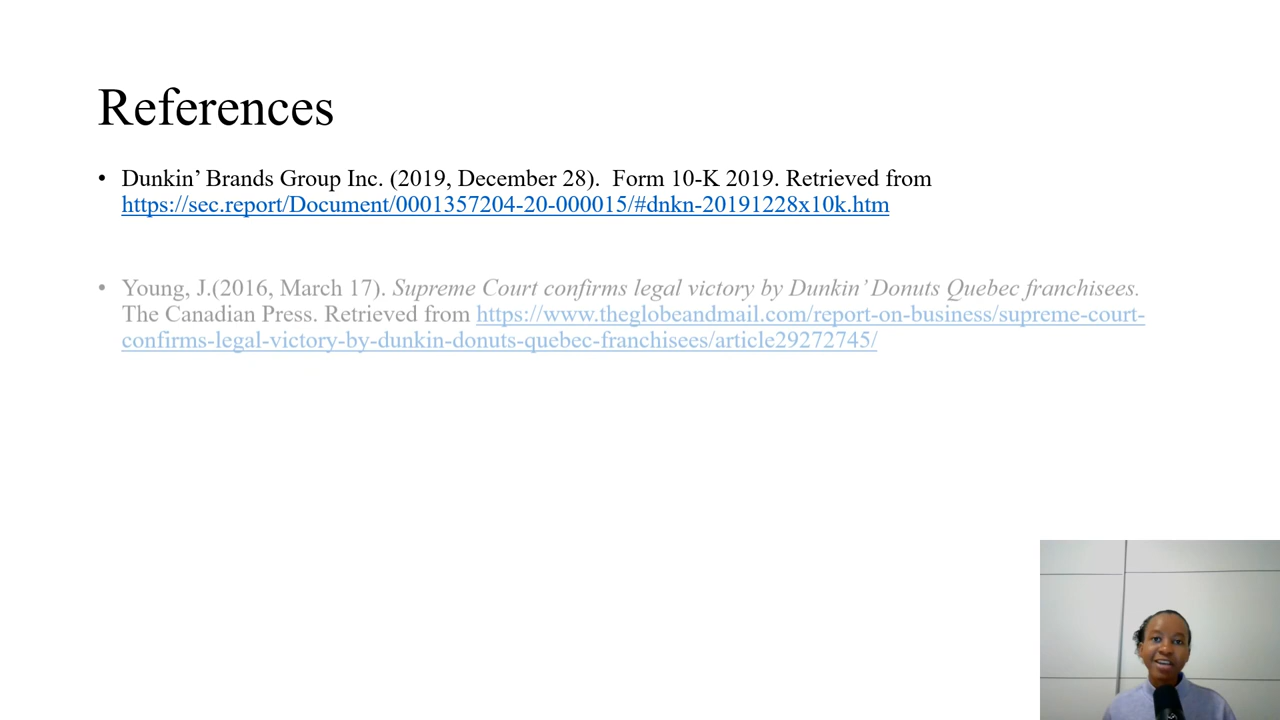 References
• Dunkin’ Brands Group Inc. (2019, December 28).  Form 10-K 2019. Retrieved from
https://sec.report/Document/0001357204-20-000015/#dnkn-20191228x10k.htm
• Young, J.(2016, March 17). Supreme Court confirms legal victory by Dunkin’ Donuts Quebec franchisees.
The Canadian Press. Retrieved from https://www.theglobeandmail.com/report-on-business/supreme-court-
confirms-legal-victory-by-dunkin-donuts-quebec-franchisees/article29272745/